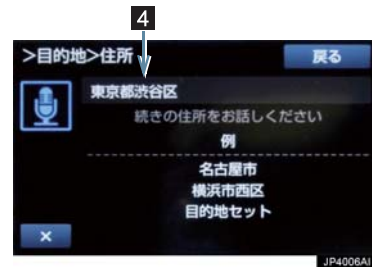 4
>目的地>住所
戻る
東京都渋谷区
続きの住所をお話しください
例
名古屋市
横浜市西区
目的地セット
×
JP4006AI